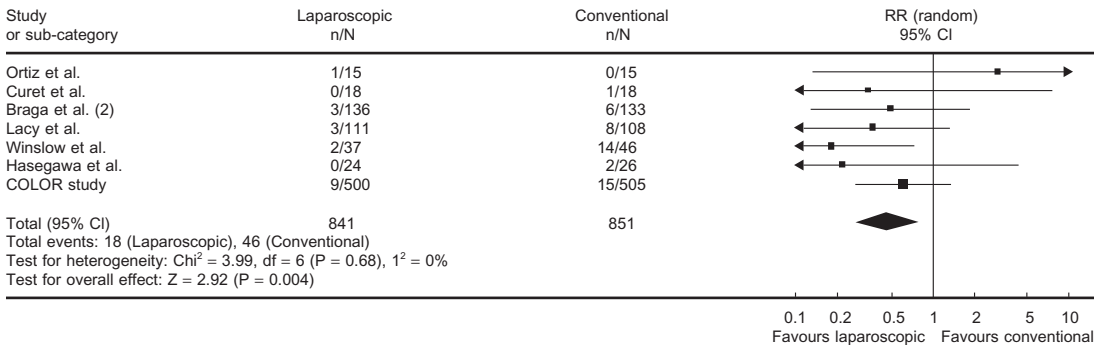 Study Laparoscopic Conventional RR (random)
or sub-category n/N n/N 95% CI
Ortiz et al. 1/15 0/15
Curet et al. 0/18 1/18
Braga et al. (2) 3/136 6/133
Lacy et al. 3/111 8/108
Winslow et al. 2/37 14/46
Hasegawa et al. 0/24 2/26
COLOR study 9/500 15/505
Total (95% CI) 841 851
Total events: 18 (Laparoscopic), 46 (Conventional)
Test for heterogeneity: Chi² = 3.99, df = 6 (P = 0.68), 1² = 0%
Test for overall effect: Z = 2.92 (P = 0.004)
0.1 0.2 0.5 1 2 5 10
Favours laparoscopic Favours conventional